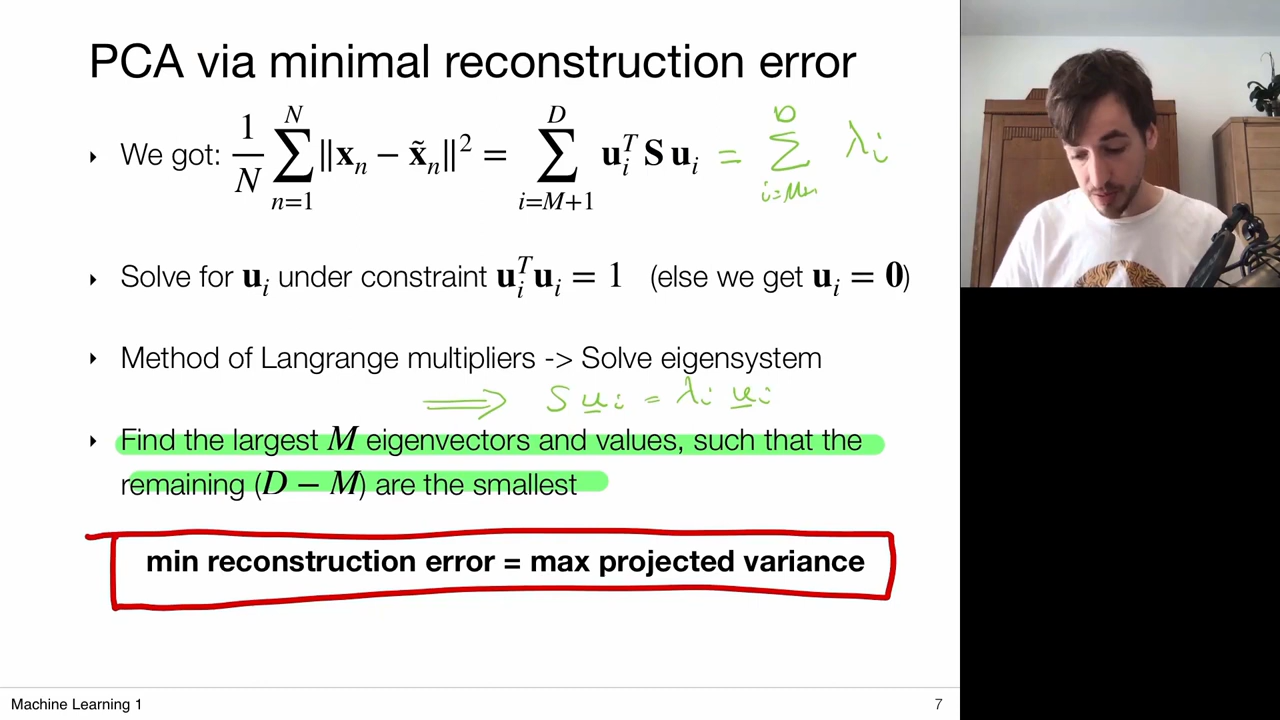 PCA via minimal reconstruction error
‣ We got: 1/N ∑_{n=1}^{N} ‖x_n − x̃_n‖² = ∑_{i=M+1}^{D} u_i^T S u_i = ∑_{i=M+1}^{D} λ_i
‣ Solve for u_i under constraint u_i^T u_i = 1 (else we get u_i = 0)
‣ Method of Langrange multipliers -> Solve eigensystem
⟹ S u_i = λ_i u_i
‣ Find the largest M eigenvectors and values, such that the
remaining (D − M) are the smallest
min reconstruction error = max projected variance
Machine Learning 1
7